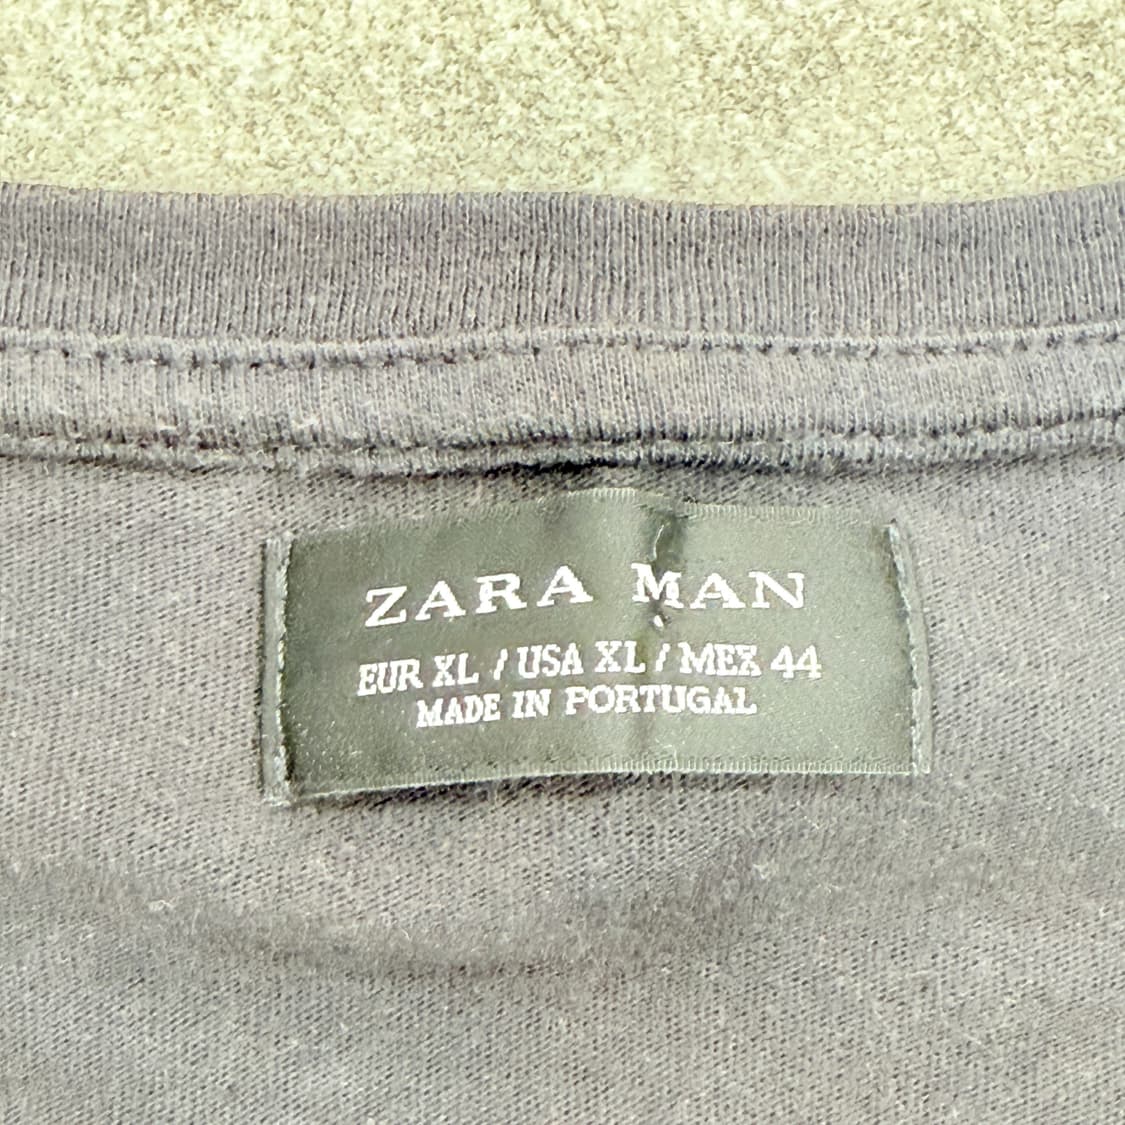 ZARA MAN
EUR XL / USA XL / MEX 44
MADE IN PORTUGAL